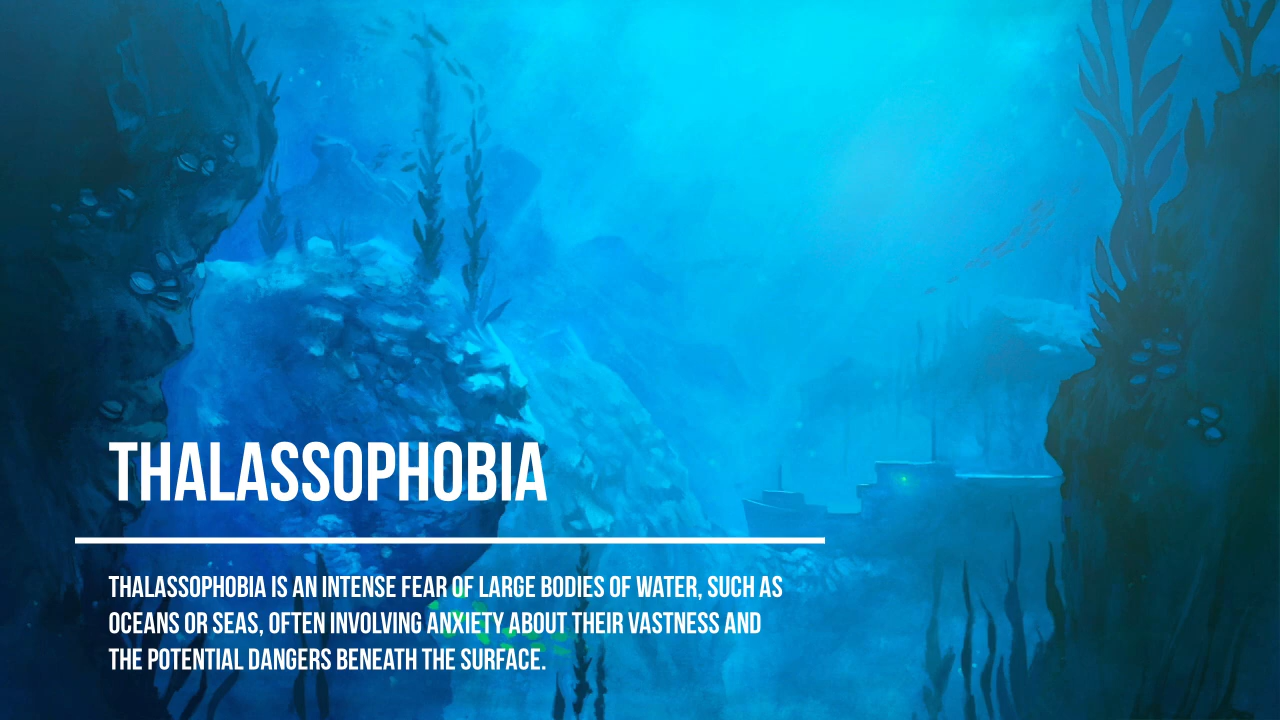 THALASSOPHOBIA
THALASSOPHOBIA IS AN INTENSE FEAR OF LARGE BODIES OF WATER, SUCH AS
OCEANS OR SEAS, OFTEN INVOLVING ANXIETY ABOUT THEIR VASTNESS AND
THE POTENTIAL DANGERS BENEATH THE SURFACE.